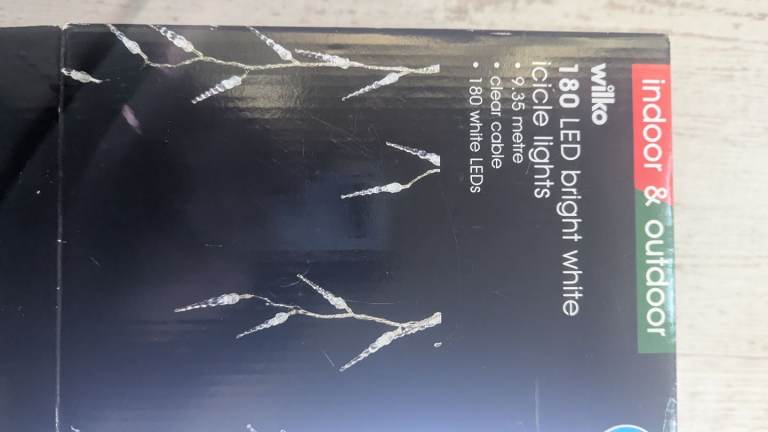 indoor & outdoor
wilko
180 LED bright white
icicle lights
• 9.35 metre
• clear cable
• 180 white LEDs